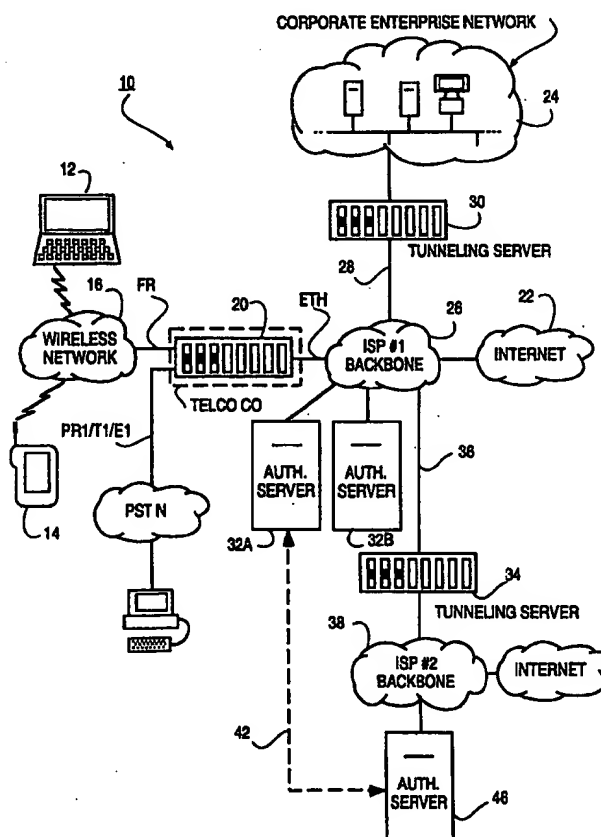 CORPORATE ENTERPRISE NETWORK
10
24
12
30
TUNNELING SERVER
28
16
FR
20
ETH
26
22
WIRELESS
NETWORK
ISP #1
BACKBONE
INTERNET
TELCO CO
PR1/T1/E1
36
AUTH.
SERVER
AUTH.
SERVER
14
PST N
32A
32B
34
TUNNELING SERVER
38
ISP #2
BACKBONE
INTERNET
42
AUTH.
SERVER
46